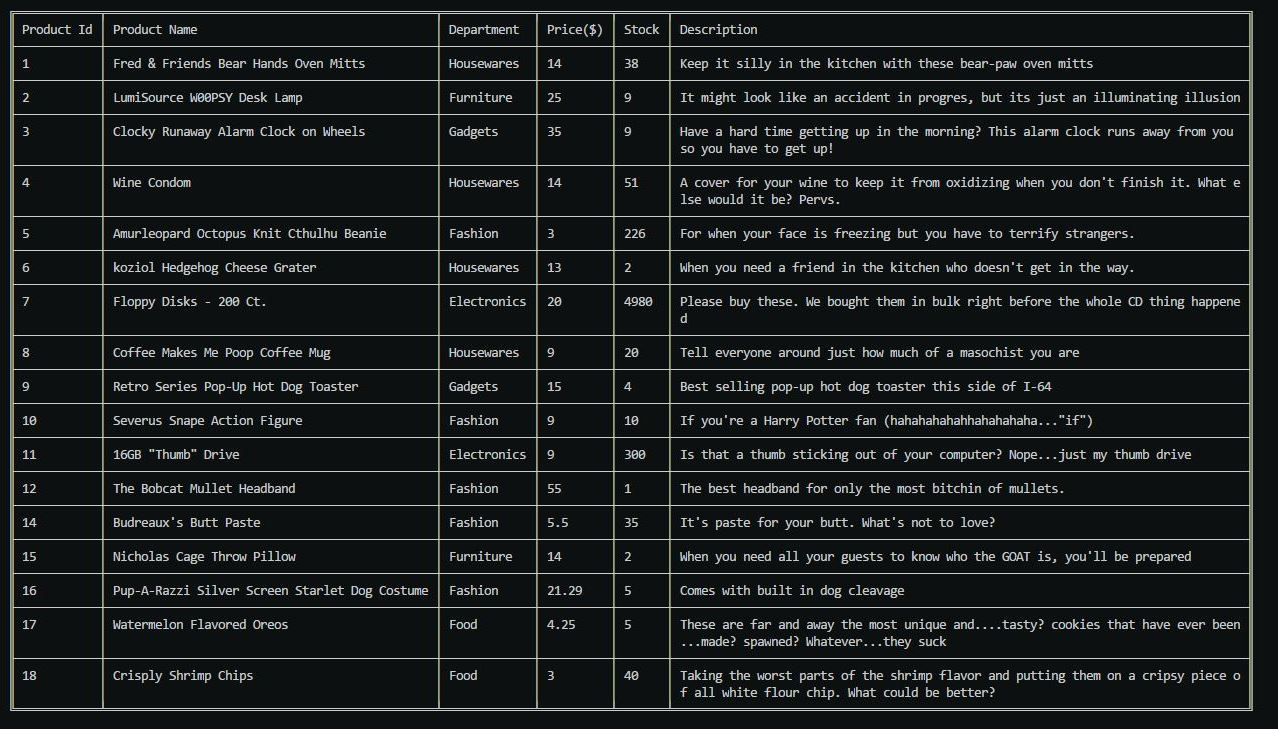 Product Id Product Name Department Price($) Stock Description
1 Fred & Friends Bear Hands Oven Mitts Housewares 14 38 Keep it silly in the kitchen with these bear-paw oven mitts
2 LumiSource W00PSY Desk Lamp Furniture 25 9 It might look like an accident in progres, but its just an illuminating illusion
3 Clocky Runaway Alarm Clock on Wheels Gadgets 35 9 Have a hard time getting up in the morning? This alarm clock runs away from you
so you have to get up!
4 Wine Condom Housewares 14 51 A cover for your wine to keep it from oxidizing when you don't finish it. What e
lse would it be? Pervs.
5 Amurleopard Octopus Knit Cthulhu Beanie Fashion 3 226 For when your face is freezing but you have to terrify strangers.
6 koziol Hedgehog Cheese Grater Housewares 13 2 When you need a friend in the kitchen who doesn't get in the way.
7 Floppy Disks - 200 Ct. Electronics 20 4980 Please buy these. We bought them in bulk right before the whole CD thing happene
d
8 Coffee Makes Me Poop Coffee Mug Housewares 9 20 Tell everyone around just how much of a masochist you are
9 Retro Series Pop-Up Hot Dog Toaster Gadgets 15 4 Best selling pop-up hot dog toaster this side of I-64
10 Severus Snape Action Figure Fashion 9 10 If you're a Harry Potter fan (hahahahahahhahahahaha..."if")
11 16GB "Thumb" Drive Electronics 9 300 Is that a thumb sticking out of your computer? Nope...just my thumb drive
12 The Bobcat Mullet Headband Fashion 55 1 The best headband for only the most bitchin of mullets.
14 Budreaux's Butt Paste Fashion 5.5 35 It's paste for your butt. What's not to love?
15 Nicholas Cage Throw Pillow Furniture 14 2 When you need all your guests to know who the GOAT is, you'll be prepared
16 Pup-A-Razzi Silver Screen Starlet Dog Costume Fashion 21.29 5 Comes with built in dog cleavage
17 Watermelon Flavored Oreos Food 4.25 5 These are far and away the most unique and....tasty? cookies that have ever been
...made? spawned? Whatever...they suck
18 Crisply Shrimp Chips Food 3 40 Taking the worst parts of the shrimp flavor and putting them on a cripsy piece o
f all white flour chip. What could be better?